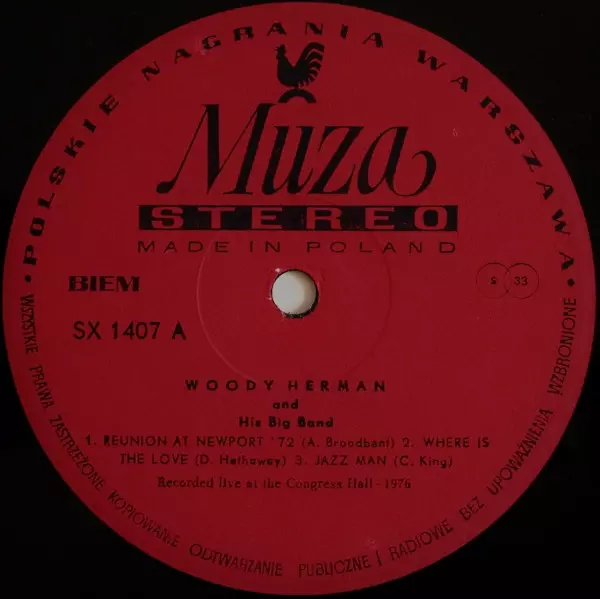 • POLSKIE NAGRANIA WARSZAWA •
Muza
STEREO
MADE IN POLAND
BIEM
S 33
SX 1407 A
WOODY HERMAN
and
His Big Band
1. REUNION AT NEWPORT '72 (A. Broodbent) 2. WHERE IS
THE LOVE (D. Hathaway) 3. JAZZ MAN (C. King)
Recorded live at the Congress Hall - 1976
WSZYSTKIE PRAWA ZASTRZEŻONE KOPIOWANIE ODTWARZANIE PUBLICZNE I RADIOWE BEZ UPOWAŻNIENIA WZBRONIONE